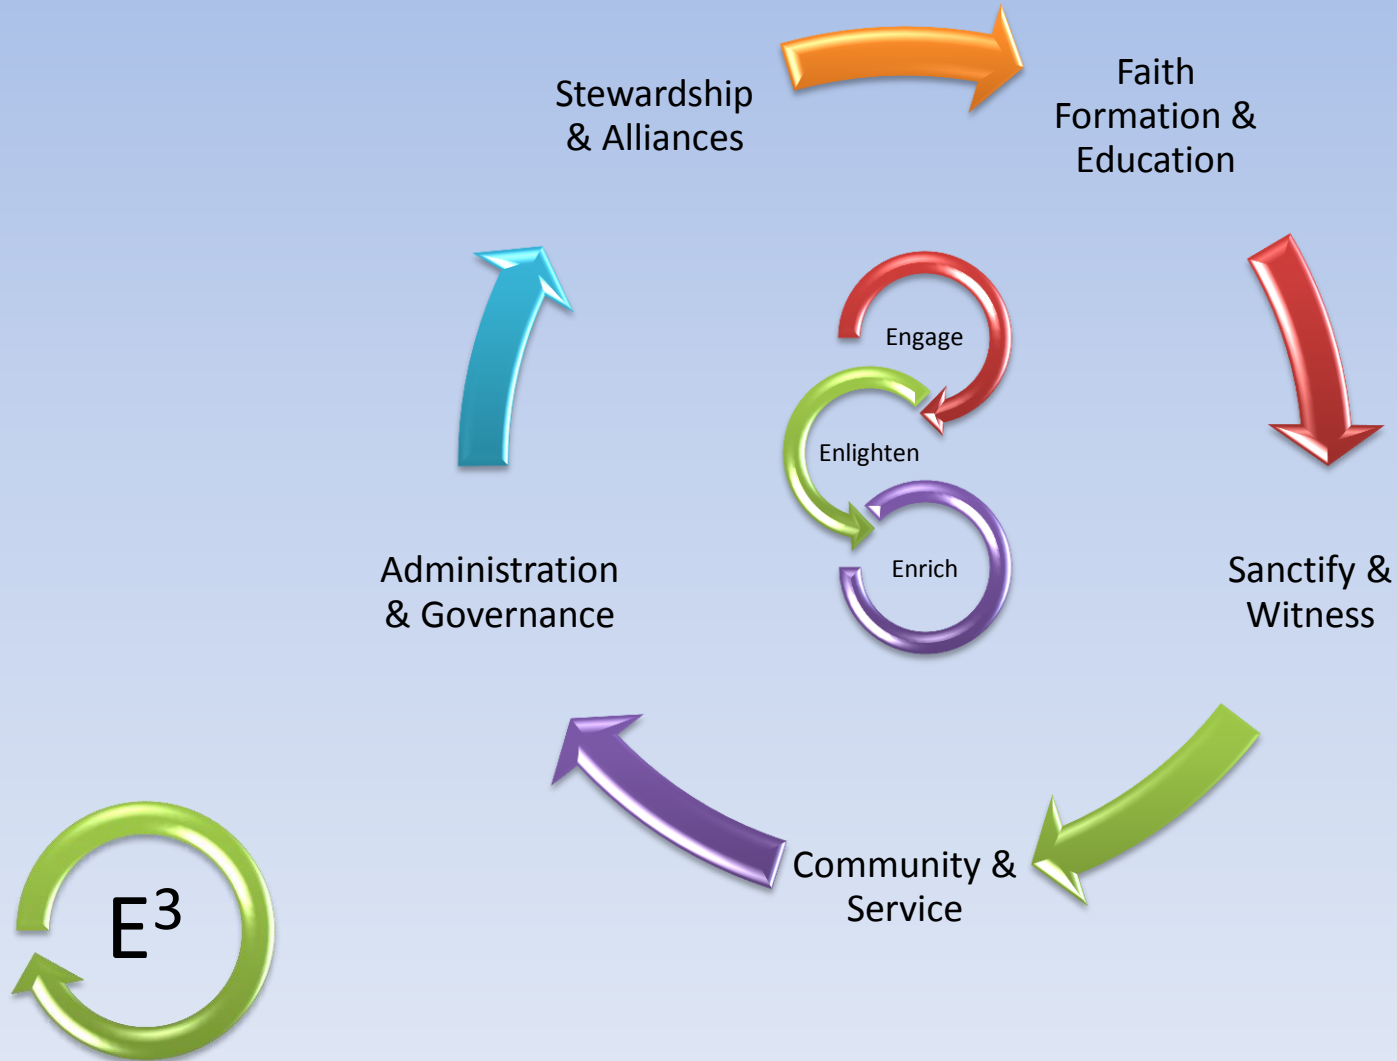 Stewardship
& Alliances
Faith
Formation &
Education
Engage
Enlighten
Enrich
Administration
& Governance
Sanctify &
Witness
Community &
Service
E³